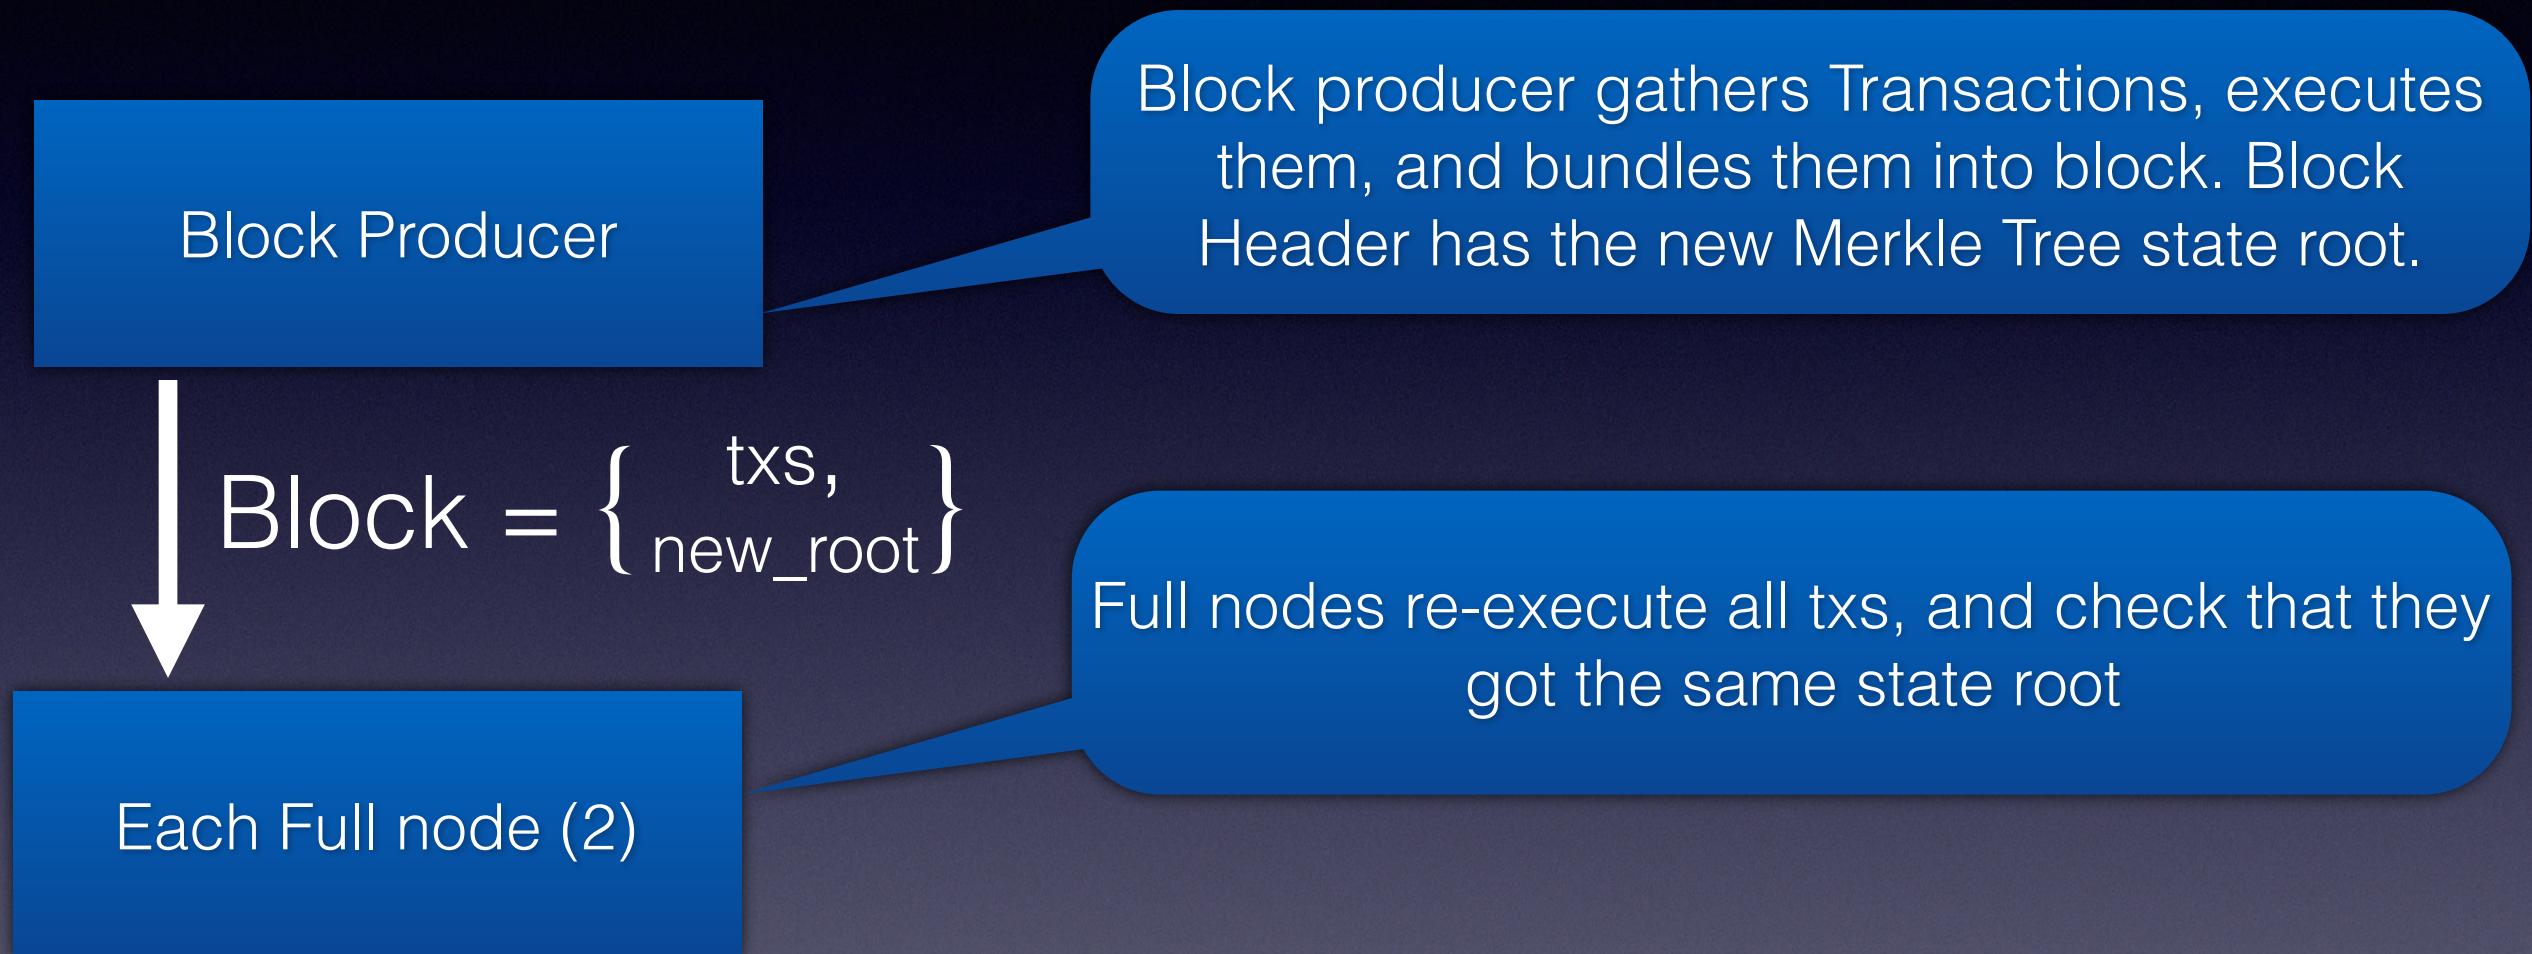 Block Producer
Block producer gathers Transactions, executes
them, and bundles them into block. Block
Header has the new Merkle Tree state root.
Block = { txs,
new_root }
Full nodes re-execute all txs, and check that they
got the same state root
Each Full node (2)